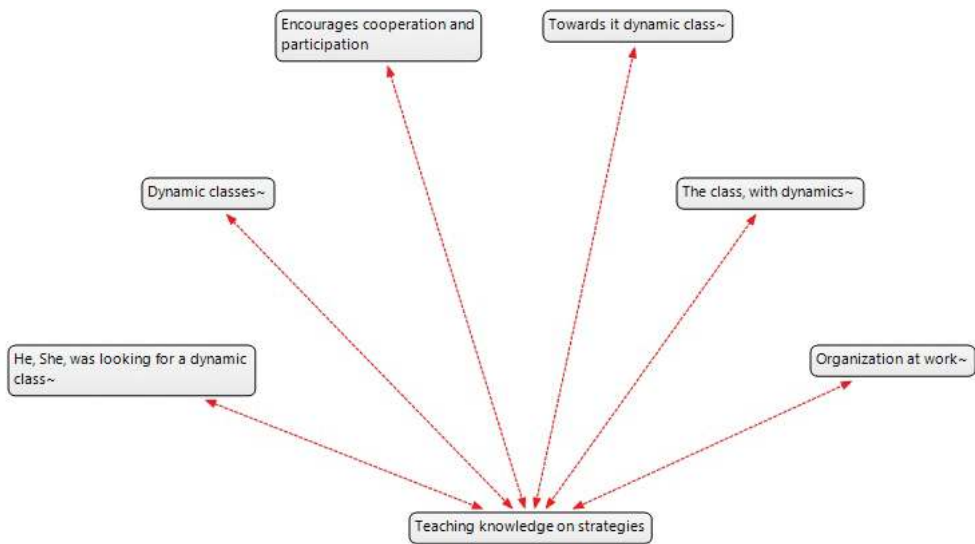 Encourages cooperation and
participation
Towards it dynamic class~
Dynamic classes~
The class, with dynamics~
He, She, was looking for a dynamic
class~
Organization at work~
Teaching knowledge on strategies